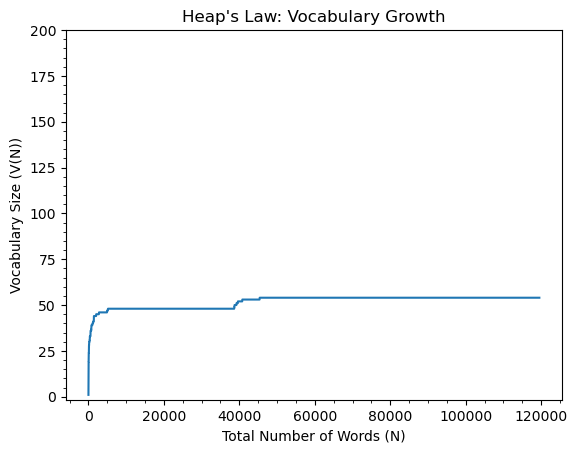 Heap's Law: Vocabulary Growth
200
175
150
125
100
75
50
25
0
Vocabulary Size (V(N))
0 20000 40000 60000 80000 100000 120000
Total Number of Words (N)